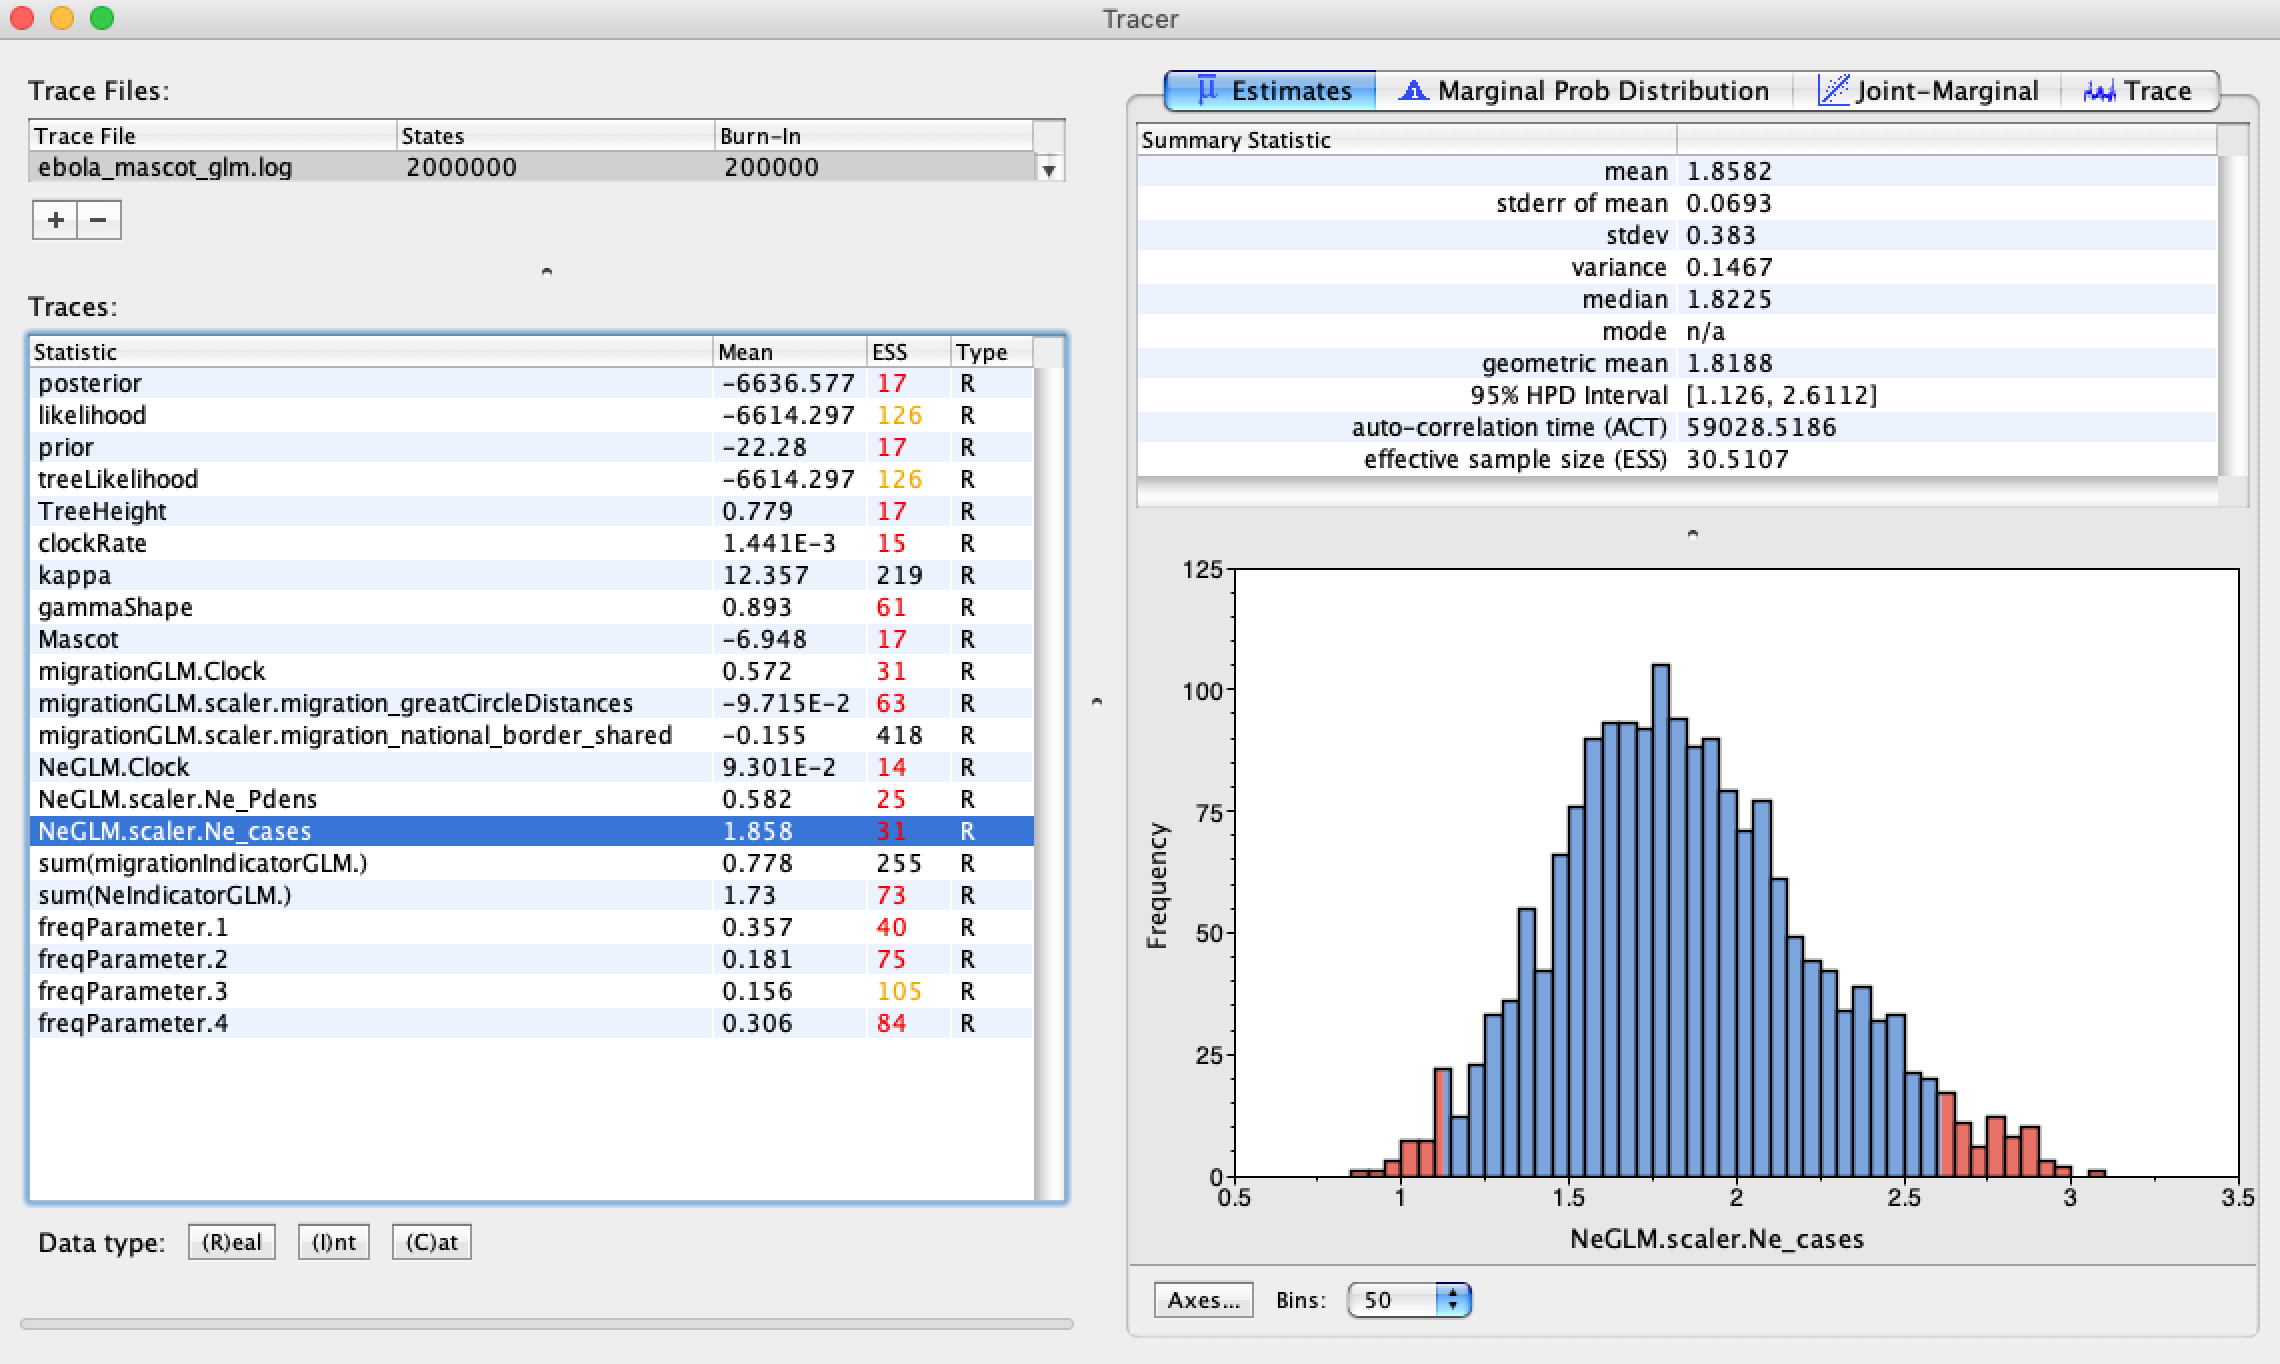 Tracer
Trace Files:
Trace File States Burn-In
ebola_mascot_glm.log 2000000 200000
+ −
Traces:
Statistic Mean ESS Type
posterior -6636.577 17 R
likelihood -6614.297 126 R
prior -22.28 17 R
treeLikelihood -6614.297 126 R
TreeHeight 0.779 17 R
clockRate 1.441E-3 15 R
kappa 12.357 219 R
gammaShape 0.893 61 R
Mascot -6.948 17 R
migrationGLM.Clock 0.572 31 R
migrationGLM.scaler.migration_greatCircleDistances -9.715E-2 63 R
migrationGLM.scaler.migration_national_border_shared -0.155 418 R
NeGLM.Clock 9.301E-2 14 R
NeGLM.scaler.Ne_Pdens 0.582 25 R
NeGLM.scaler.Ne_cases 1.858 31 R
sum(migrationIndicatorGLM.) 0.778 255 R
sum(NeIndicatorGLM.) 1.73 73 R
freqParameter.1 0.357 40 R
freqParameter.2 0.181 75 R
freqParameter.3 0.156 105 R
freqParameter.4 0.306 84 R
Data type: (R)eal (I)nt (C)at
μ Estimates Marginal Prob Distribution Joint-Marginal Trace
Summary Statistic
mean 1.8582
stderr of mean 0.0693
stdev 0.383
variance 0.1467
median 1.8225
mode n/a
geometric mean 1.8188
95% HPD Interval [1.126, 2.6112]
auto-correlation time (ACT) 59028.5186
effective sample size (ESS) 30.5107
125
100
75
50
25
0
Frequency
0.5 1 1.5 2 2.5 3 3.5
NeGLM.scaler.Ne_cases
Axes... Bins: 50